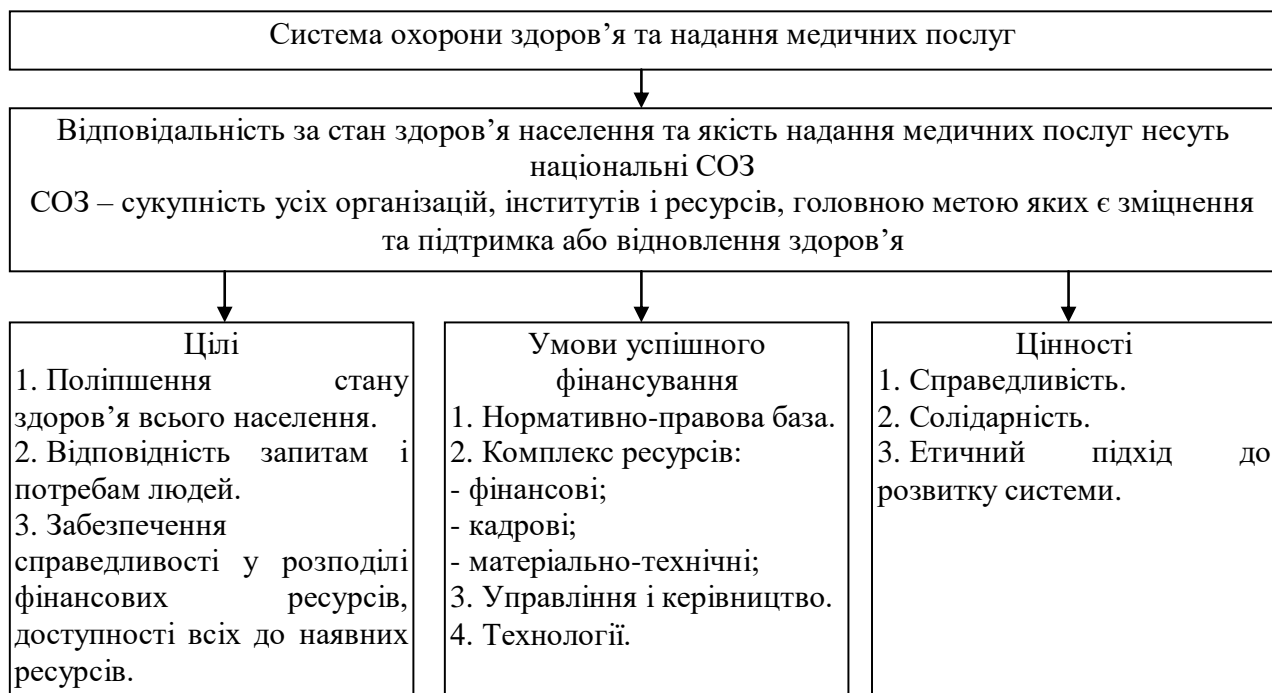 Система охорони здоров’я та надання медичних послуг
Відповідальність за стан здоров’я населення та якість надання медичних послуг несуть
національні СОЗ
СОЗ – сукупність усіх організацій, інститутів і ресурсів, головною метою яких є зміцнення
та підтримка або відновлення здоров’я
Цілі
1. Поліпшення стану
здоров’я всього населення.
2. Відповідність запитам і
потребам людей.
3. Забезпечення
справедливості у розподілі
фінансових ресурсів,
доступності всіх до наявних
ресурсів.
Умови успішного
фінансування
1. Нормативно-правова база.
2. Комплекс ресурсів:
- фінансові;
- кадрові;
- матеріально-технічні;
3. Управління і керівництво.
4. Технології.
Цінності
1. Справедливість.
2. Солідарність.
3. Етичний підхід до
розвитку системи.